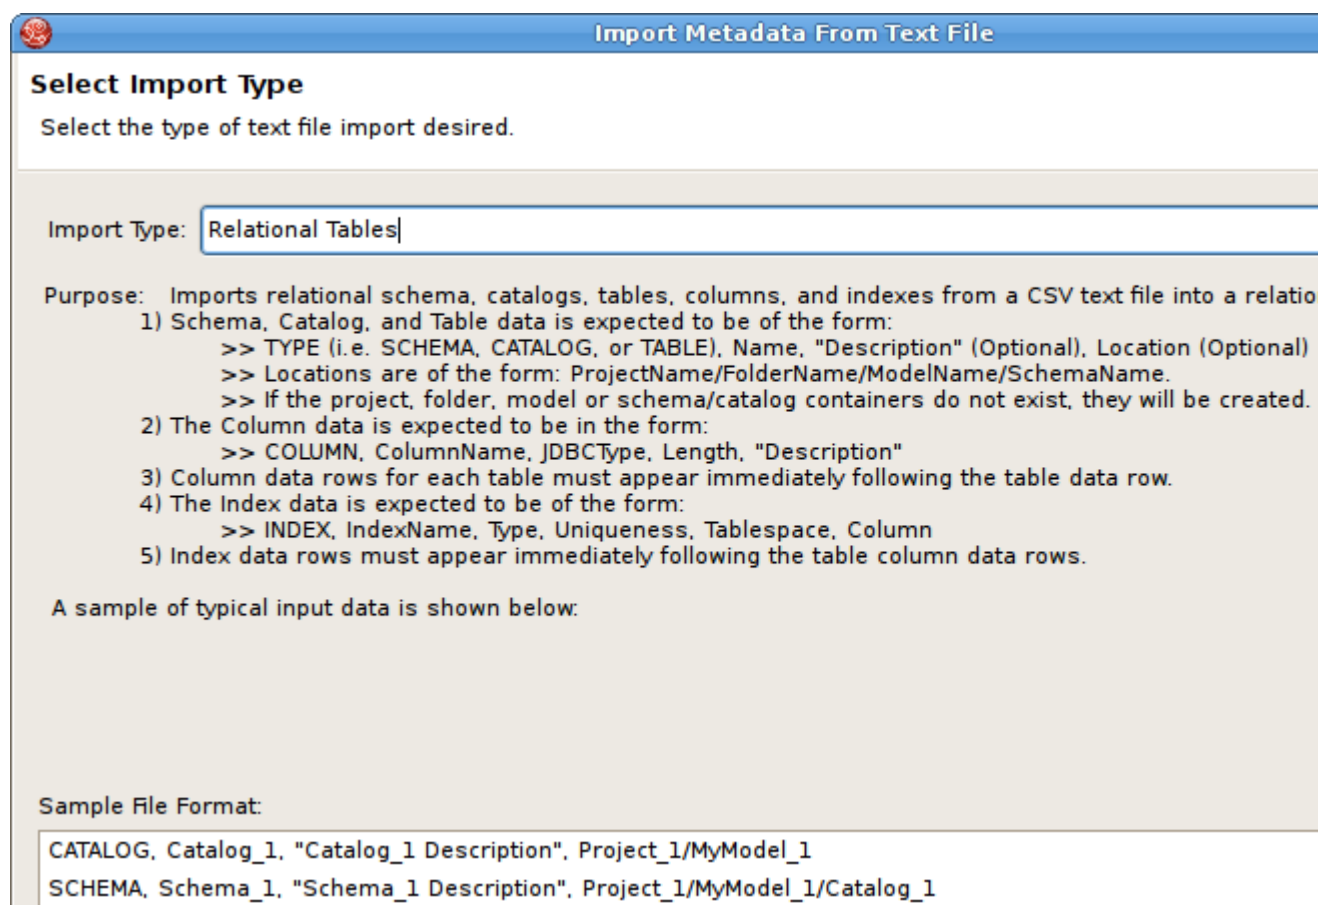 Import Metadata From Text File
Select Import Type
Select the type of text file import desired.
Import Type: Relational Tables
Purpose: Imports relational schema, catalogs, tables, columns, and indexes from a CSV text file into a
1) Schema, Catalog, and Table data is expected to be of the form:
>> TYPE (i.e. SCHEMA, CATALOG, or TABLE), Name, "Description" (Optional), Location (Optional)
>> Locations are of the form: ProjectName/FolderName/ModelName/SchemaName.
>> If the project, folder, model or schema/catalog containers do not exist, they will be created.
2) The Column data is expected to be in the form:
>> COLUMN, ColumnName, JDBCType, Length, "Description"
3) Column data rows for each table must appear immediately following the table data row.
4) The Index data is expected to be of the form:
>> INDEX, IndexName, Type, Uniqueness, Tablespace, Column
5) Index data rows must appear immediately following the table column data rows.
A sample of typical input data is shown below:
Sample File Format:
CATALOG, Catalog_1, "Catalog_1 Description", Project_1/MyModel_1
SCHEMA, Schema_1, "Schema_1 Description", Project_1/MyModel_1/Catalog_1